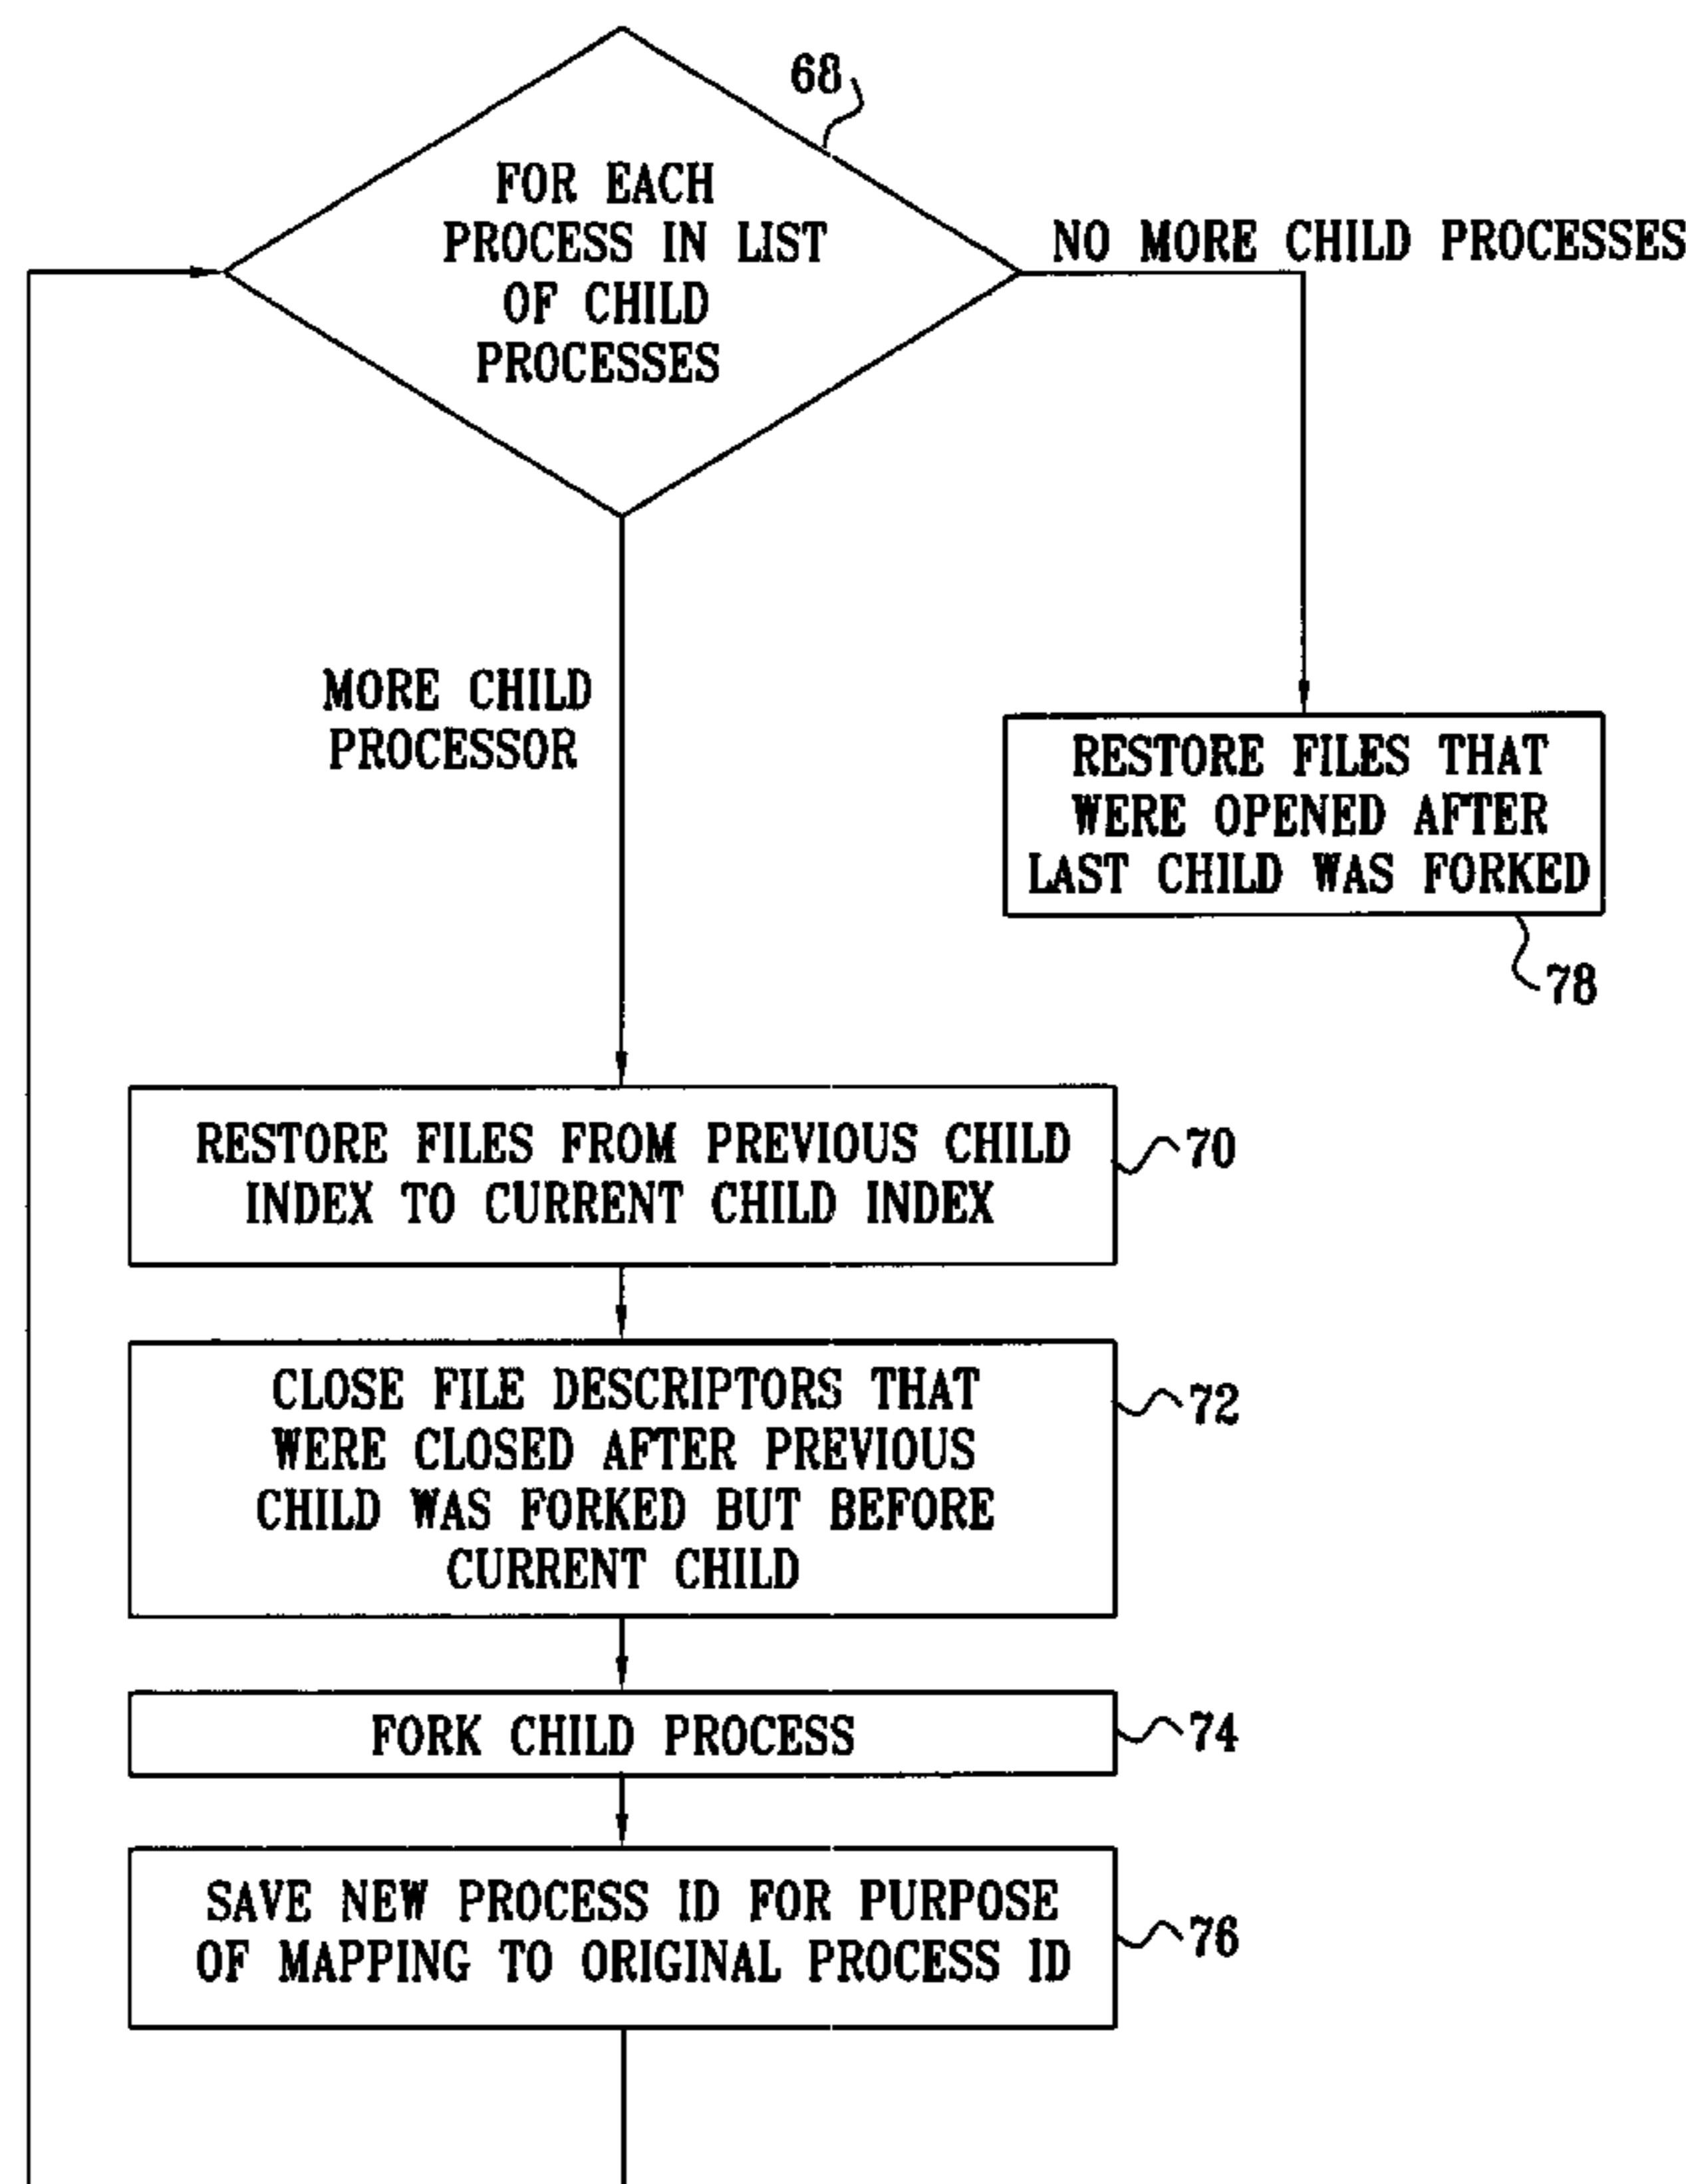 68
FOR EACH
PROCESS IN LIST
OF CHILD
PROCESSES
NO MORE CHILD PROCESSES
MORE CHILD
PROCESSOR
RESTORE FILES THAT
WERE OPENED AFTER
LAST CHILD WAS FORKED
78
RESTORE FILES FROM PREVIOUS CHILD
INDEX TO CURRENT CHILD INDEX
70
CLOSE FILE DESCRIPTORS THAT
WERE CLOSED AFTER PREVIOUS
CHILD WAS FORKED BUT BEFORE
CURRENT CHILD
72
FORK CHILD PROCESS
74
SAVE NEW PROCESS ID FOR PURPOSE
OF MAPPING TO ORIGINAL PROCESS ID
76